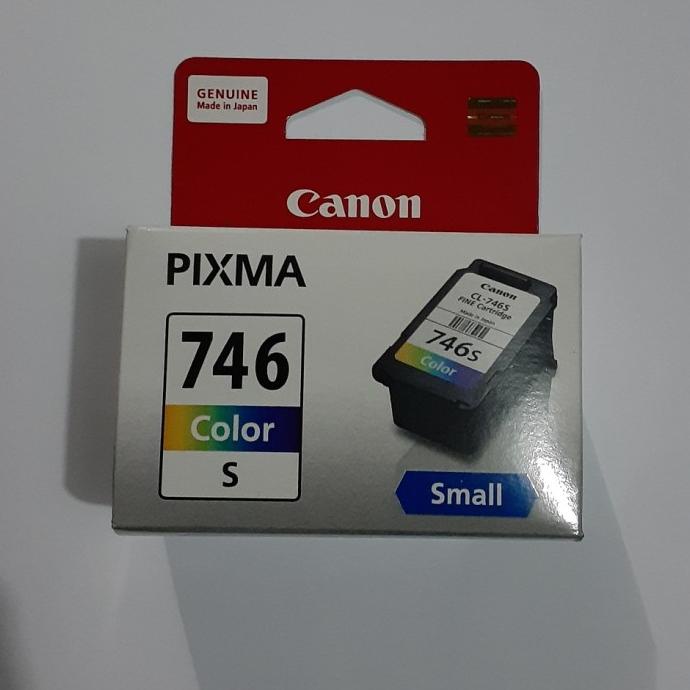 GENUINE
Made in Japan
Canon
PIXMA
746
Color
S
Canon
CL-746S
FINE Cartridge
Made in Japan
746s
Color
Small